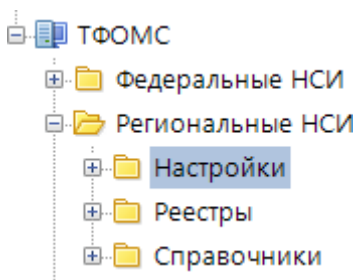 ТФОМС
Федеральные НСИ
Региональные НСИ
Настройки
Реестры
Справочники